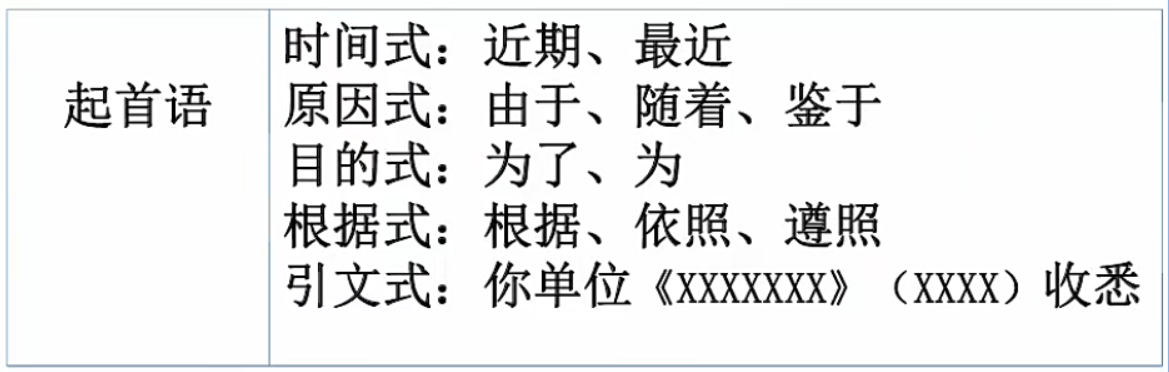 起首语
时间式：近期、最近
原因式：由于、随着、鉴于
目的式：为了、为
根据式：根据、依照、遵照
引文式：你单位《XXXXXXX》（XXXX）收悉